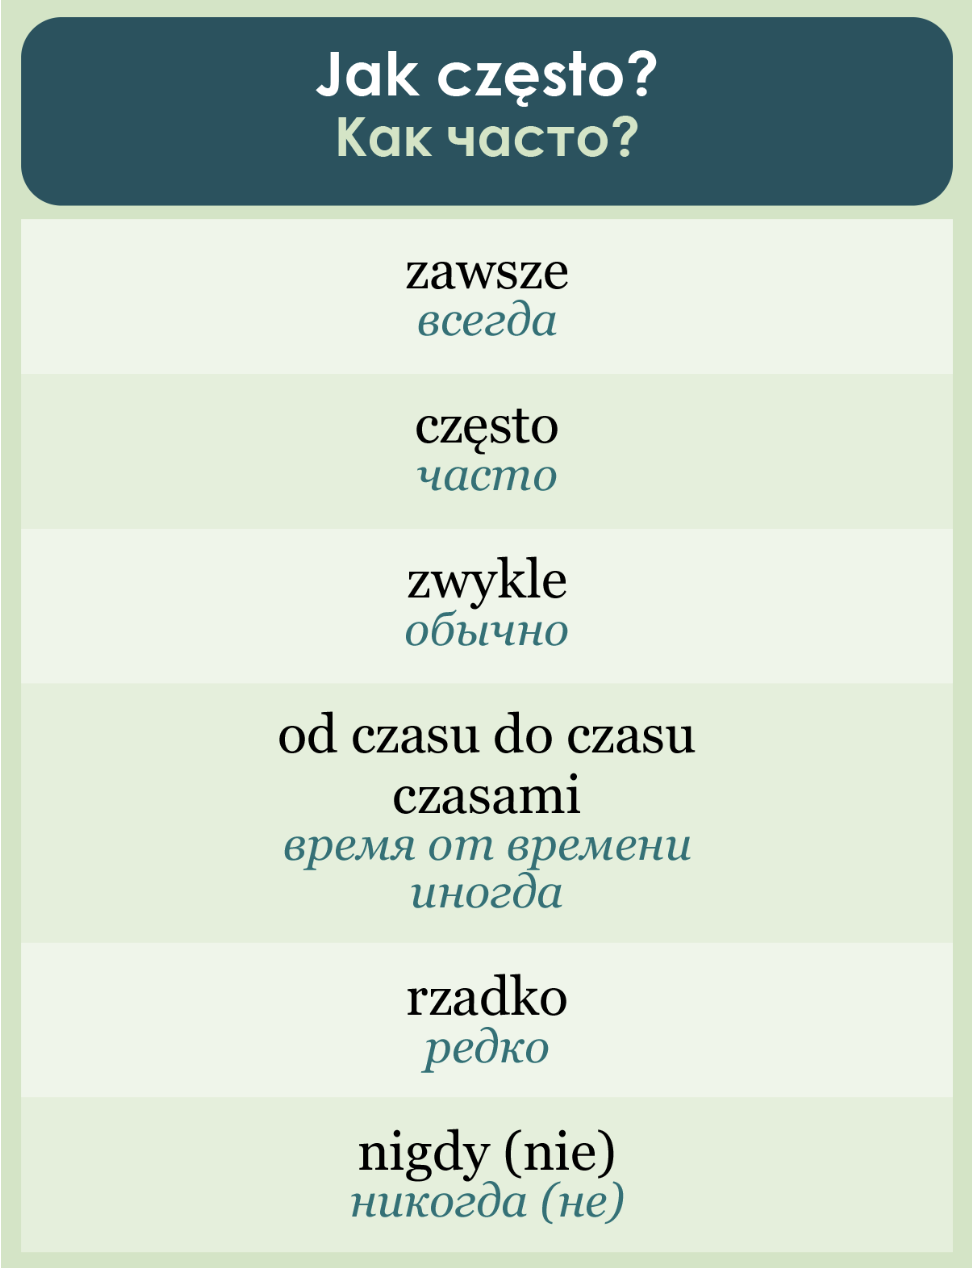 Jak często?
Как часто?
zawsze
всегда
często
часто
zwykle
обычно
od czasu do czasu
czasami
время от времени
иногда
rzadko
редко
nigdy (nie)
никогда (не)